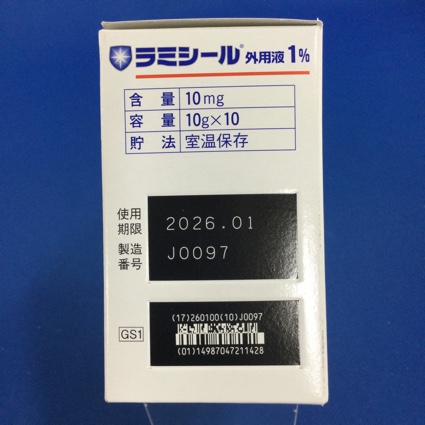 ラミシール® 外用液 1%
含量 10mg
容量 10g×10
貯法 室温保存
使用期限 2026.01
製造番号 J0097
(17)260100(10)J0097
GS1
(01)14987047211428